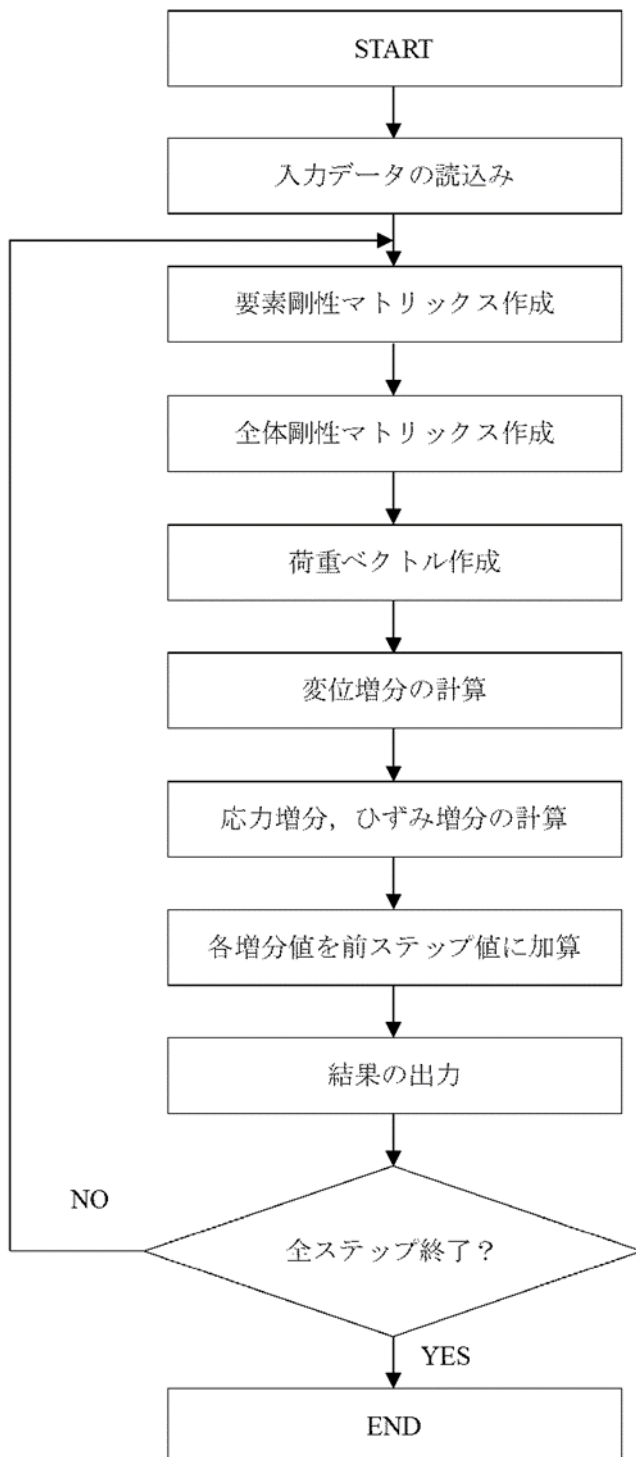 START
入力データの読込み
要素剛性マトリックス作成
全体剛性マトリックス作成
荷重ベクトル作成
変位増分の計算
応力増分，ひずみ増分の計算
各増分値を前ステップ値に加算
結果の出力
NO
全ステップ終了？
YES
END